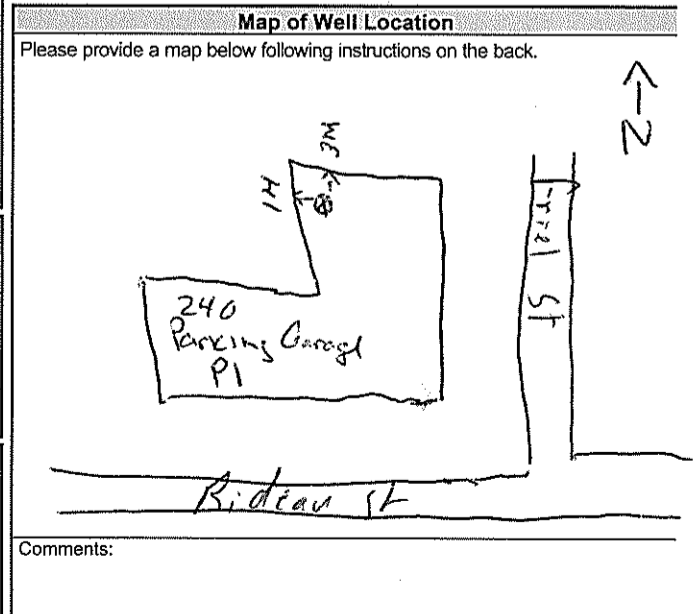 Map of Well Location
Please provide a map below following instructions on the back.
N
3M
1M
240
Parking Garage
P1
St
Rideau St
Comments: